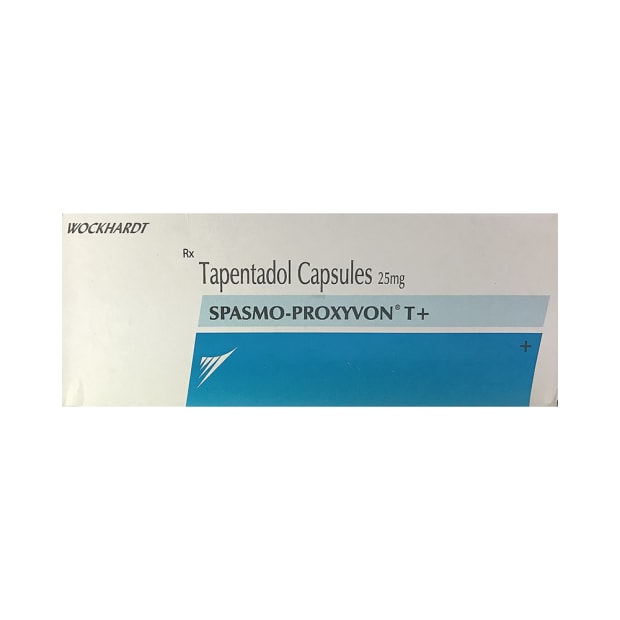 WOCKHARDT
Rx
Tapentadol Capsules 25mg
SPASMO-PROXYVON® T+
+